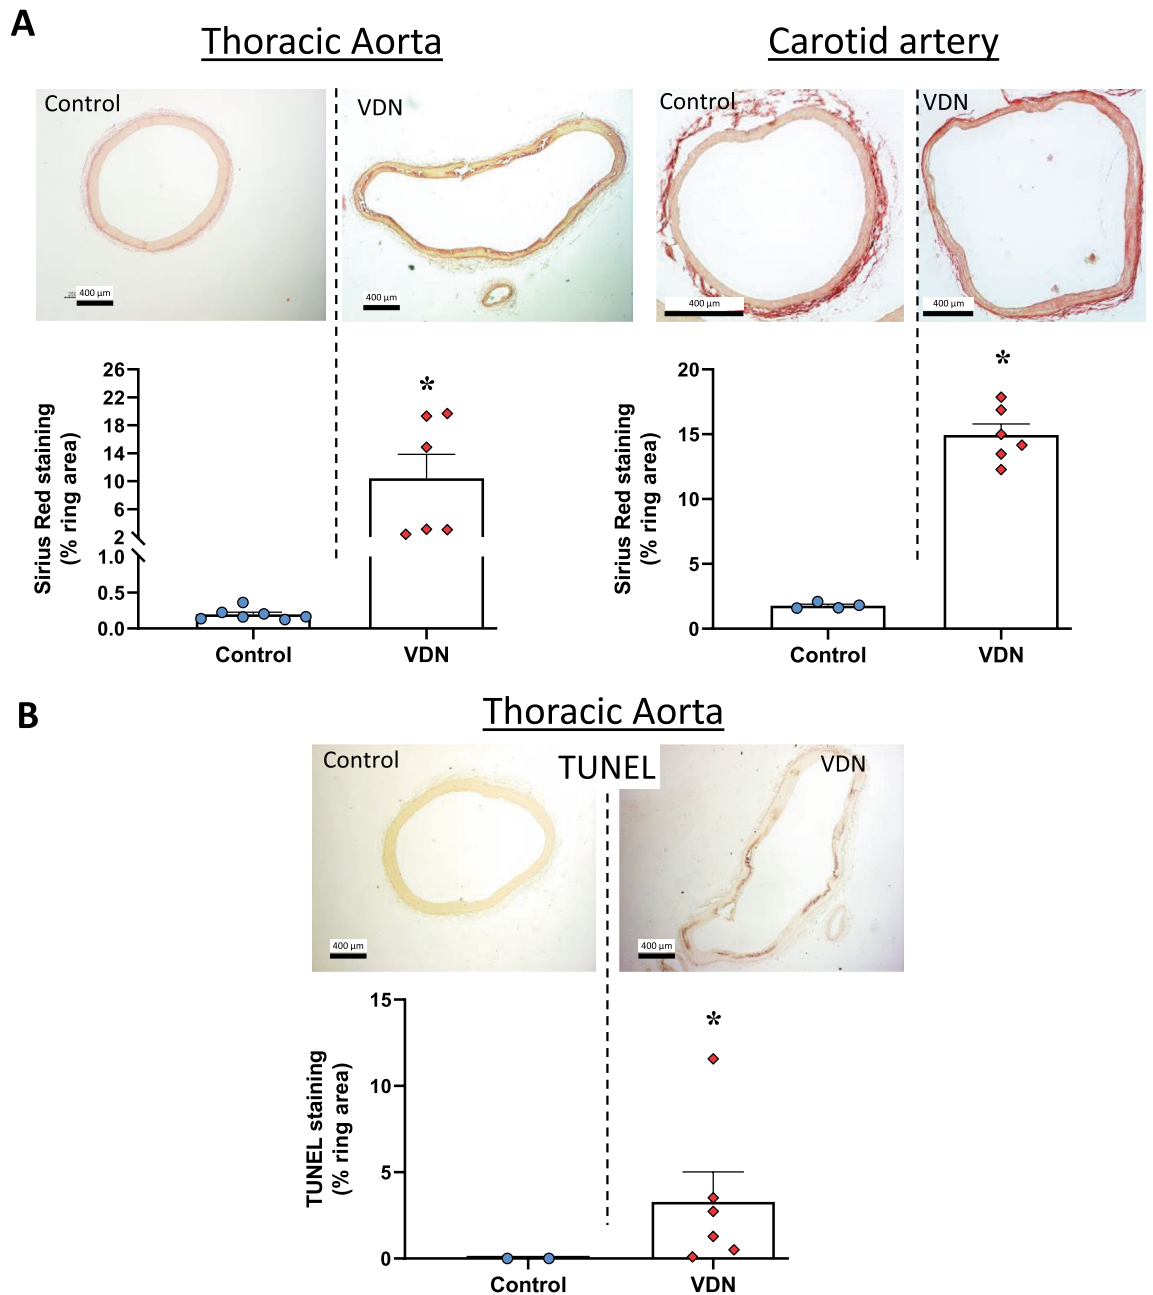 A
Thoracic Aorta
Carotid artery
Control
VDN
Control
VDN
400 µm
400 µm
400 µm
400 µm
Sirius Red staining
(% ring area)
26
22
18
14
10
6
2
1.0
0.5
0.0
*
Control
VDN
Sirius Red staining
(% ring area)
20
15
10
5
0
*
Control
VDN
B
Thoracic Aorta
Control
TUNEL
VDN
400 µm
400 µm
TUNEL staining
(% ring area)
15
10
5
0
*
Control
VDN